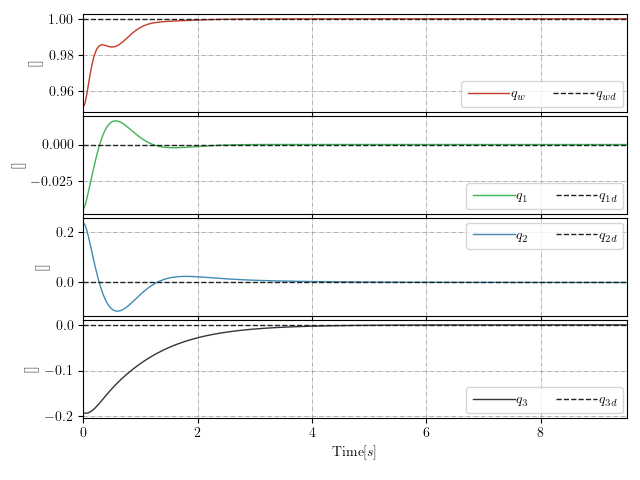 1.00
0.98
0.96
[]
q_w q_wd
0.000
−0.025
[]
q_1 q_1d
0.2
0.0
[]
q_2 q_2d
0.0
−0.1
−0.2
[]
q_3 q_3d
0 2 4 6 8
Time[s]